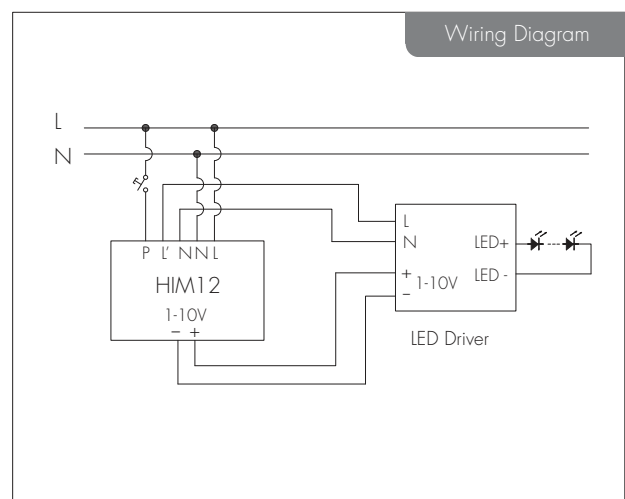 Wiring Diagram
L
N
P L' N N L
HIM12
1-10V
− +
L
N
+
1-10V
−
LED+
LED -
LED Driver